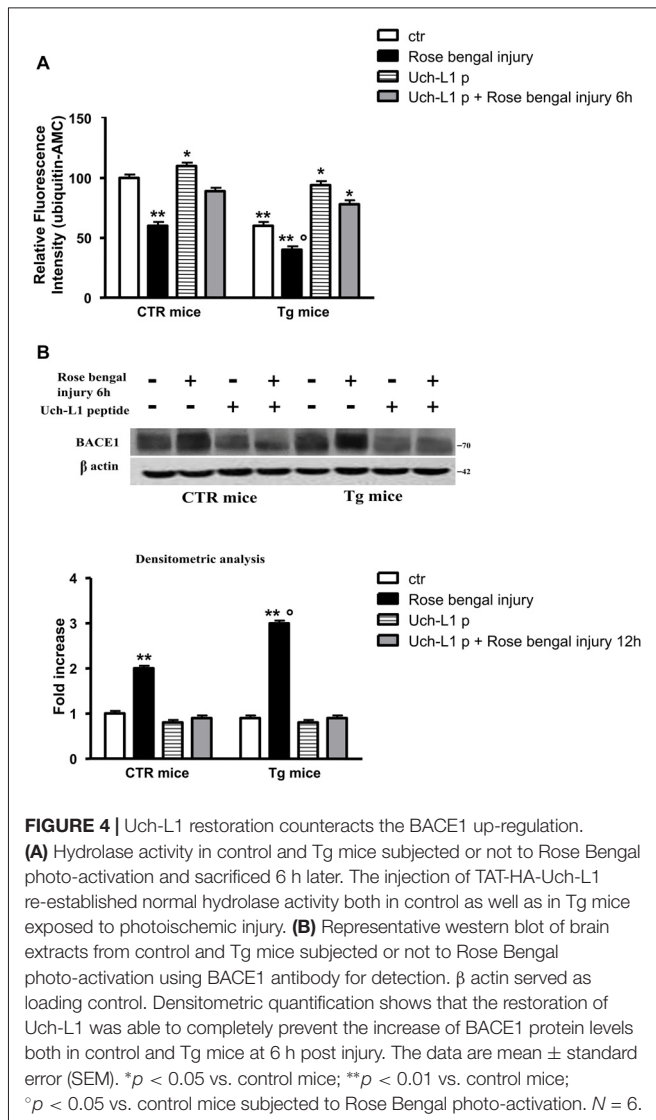 ctr
Rose bengal injury
Uch-L1 p
Uch-L1 p + Rose bengal injury 6h
A
Relative Fluorescence
Intensity (ubiquitin-AMC)
150
100
50
0
**
*
**
** °
*
*
CTR mice
Tg mice
B
Rose bengal
injury 6h
- + - + - + - +
Uch-L1 peptide
- - + + - - + +
BACE1
-70
β actin
-42
CTR mice
Tg mice
Densitometric analysis
ctr
Rose bengal injury
Uch-L1 p
Uch-L1 p + Rose bengal injury 12h
Fold increase
4
3
2
1
0
**
** °
CTR mice
Tg mice
FIGURE 4 | Uch-L1 restoration counteracts the BACE1 up-regulation.
(A) Hydrolase activity in control and Tg mice subjected or not to Rose Bengal
photo-activation and sacrificed 6 h later. The injection of TAT-HA-Uch-L1
re-established normal hydrolase activity both in control as well as in Tg mice
exposed to photoischemic injury. (B) Representative western blot of brain
extracts from control and Tg mice subjected or not to Rose Bengal
photo-activation using BACE1 antibody for detection. β actin served as
loading control. Densitometric quantification shows that the restoration of
Uch-L1 was able to completely prevent the increase of BACE1 protein levels
both in control and Tg mice at 6 h post injury. The data are mean ± standard
error (SEM). *p < 0.05 vs. control mice; **p < 0.01 vs. control mice;
°p < 0.05 vs. control mice subjected to Rose Bengal photo-activation. N = 6.